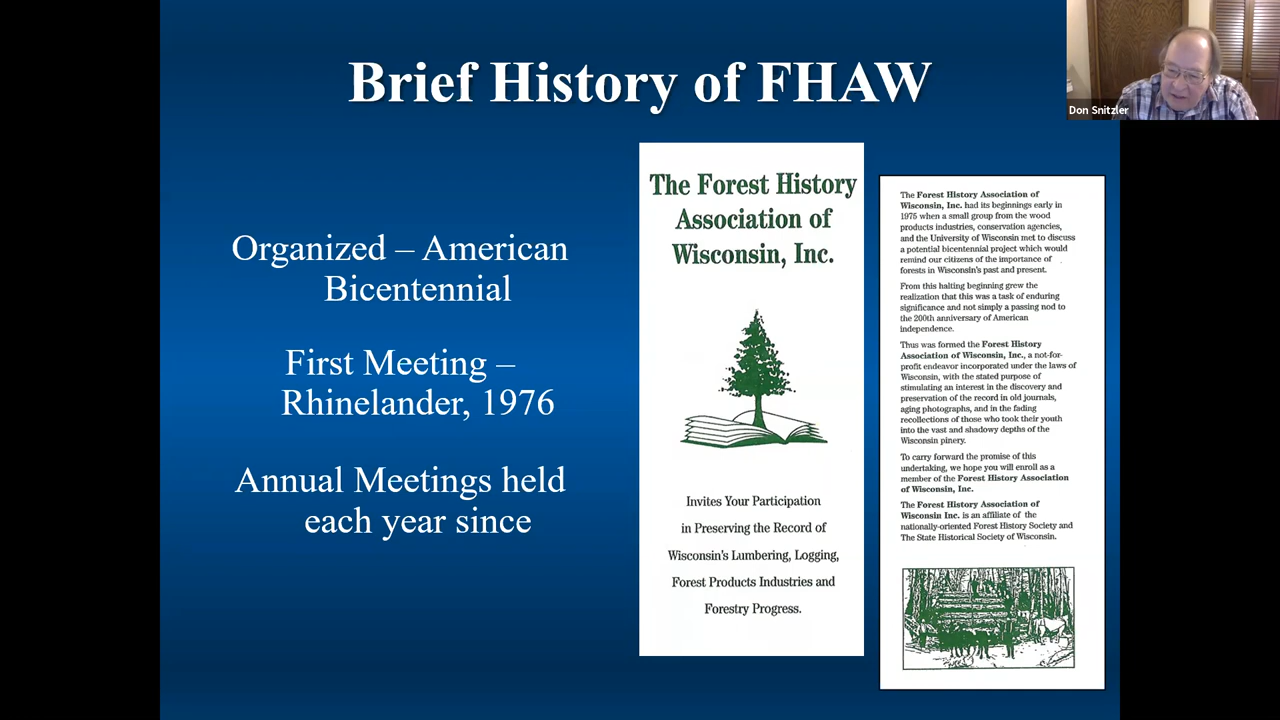 Brief History of FHAW
Don Snitzler
Organized – American
Bicentennial
First Meeting –
Rhinelander, 1976
Annual Meetings held
each year since
The Forest History
Association of
Wisconsin, Inc.
Invites Your Participation
in Preserving the Record of
Wisconsin's Lumbering, Logging,
Forest Products Industries and
Forestry Progress.
The Forest History Association of
Wisconsin, Inc. had its beginnings early in
1975 when a small group from the wood
products industries, conservation agencies,
and the University of Wisconsin met to discuss
a potential bicentennial project which would
remind our citizens of the importance of
forests in Wisconsin's past and present.
From this halting beginning grew the
realization that this was a task of enduring
significance and not simply a passing nod to
the 200th anniversary of American
independence.
Thus was formed the Forest History
Association of Wisconsin, Inc., a not-for-
profit endeavor incorporated under the laws of
Wisconsin, with the stated purpose of
stimulating an interest in the discovery and
preservation of the record in old journals,
aging photographs, and in the fading
recollections of those who took their youth
into the vast and shadowy depths of the
Wisconsin pinery.
To carry forward the promise of this
undertaking, we hope you will enroll as a
member of the Forest History Association
of Wisconsin, Inc.
The Forest History Association of
Wisconsin Inc. is an affiliate of the
nationally-oriented Forest History Society and
The State Historical Society of Wisconsin.